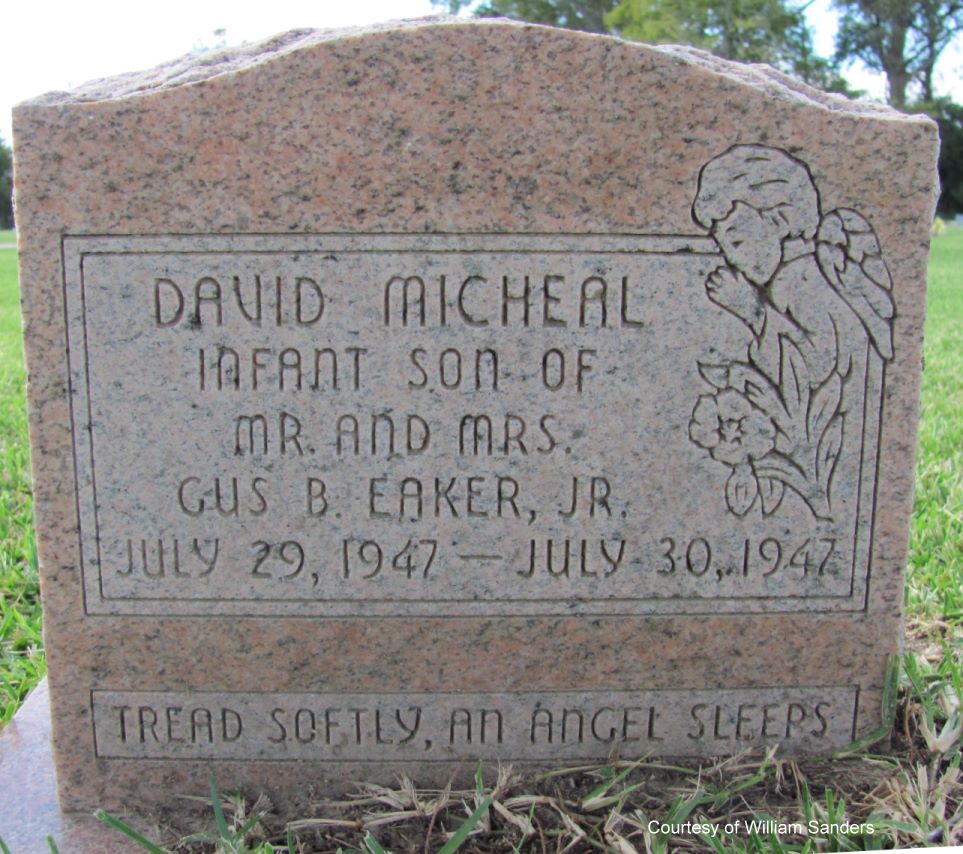 DAVID MICHEAL
INFANT SON OF
MR. AND MRS.
GUS B. EAKER, JR.
JULY 29, 1947 — JULY 30, 1947
TREAD SOFTLY, AN ANGEL SLEEPS
Courtesy of William Sanders